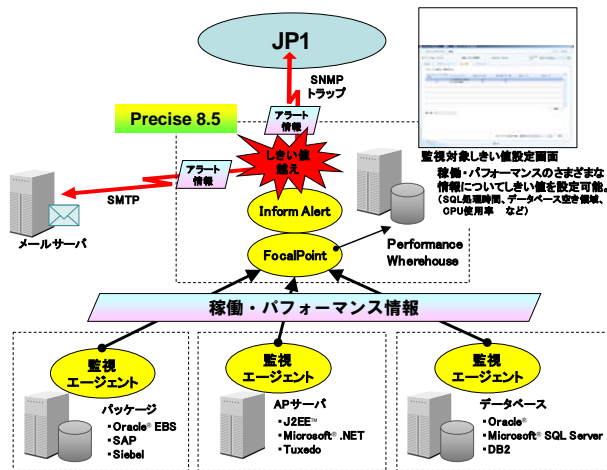 JP1
SNMP
トラップ
アラート
情報
Precise 8.5
しきい値
越え
アラート
情報
SMTP
メールサーバ
監視対象しきい値設定画面
稼働・パフォーマンスのさまざまな
情報についてしきい値を設定可能。
（SQL処理時間、データベース空き領域、
CPU使用率　など）
Inform Alert
FocalPoint
Performance
Wherehouse
稼働・パフォーマンス情報
監視
エージェント
パッケージ
・Oracle® EBS
・SAP
・Siebel
監視
エージェント
APサーバ
・J2EE™
・Microsoft® .NET
・Tuxedo
監視
エージェント
データベース
・Oracle®
・Microsoft® SQL Server
・DB2